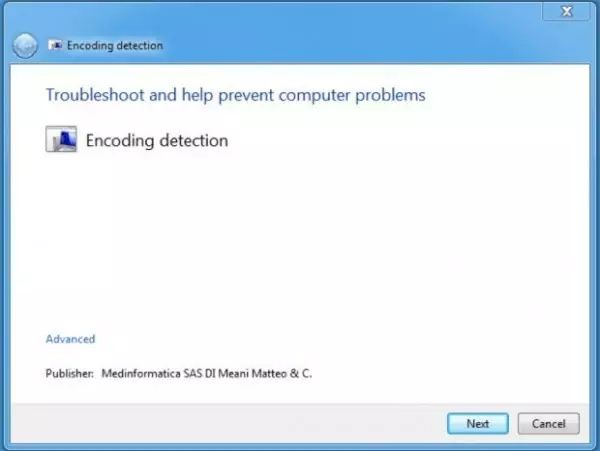 Encoding detection
Troubleshoot and help prevent computer problems
Encoding detection
Advanced
Publisher: Medinformatica SAS DI Meani Matteo & C.
Next Cancel